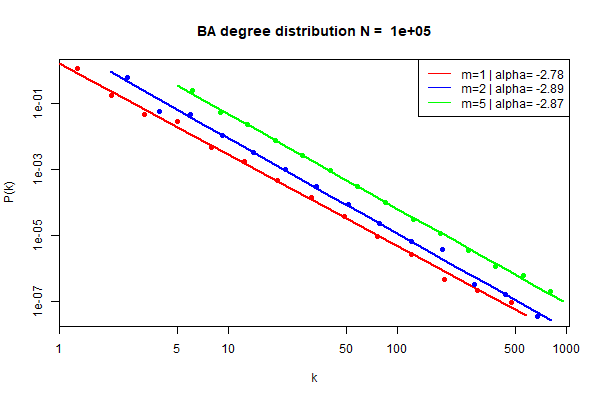 BA degree distribution N = 1e+05
m=1 | alpha= -2.78
m=2 | alpha= -2.89
m=5 | alpha= -2.87
P(k)
1e-01
1e-03
1e-05
1e-07
1 5 10 50 100 500 1000
k